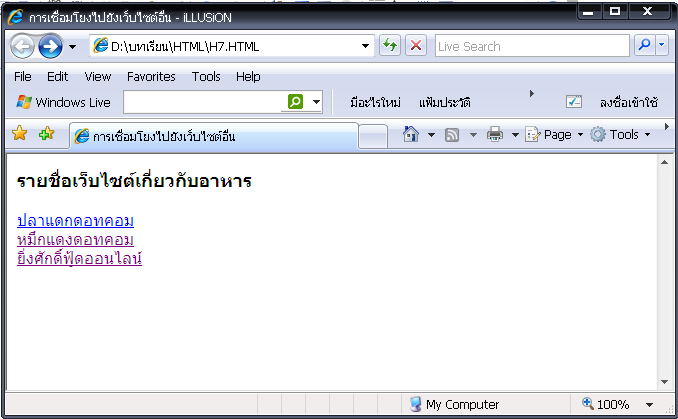 การเชื่อมโยงไปยังเว็บไซต์อื่น - iLLUSiON
D:\บทเรียน\HTML\H7.HTML
Live Search
File Edit View Favorites Tools Help
Windows Live มีอะไรใหม่ แฟ้มประวัติ ลงชื่อเข้าใช้
การเชื่อมโยงไปยังเว็บไซต์อื่น Page Tools
รายชื่อเว็บไซต์เกี่ยวกับอาหาร
ปลาแดกดอทคอม
หมึกแดงดอทคอม
ยิ่งศักดิ์ฟู้ดออนไลน์
My Computer 100%